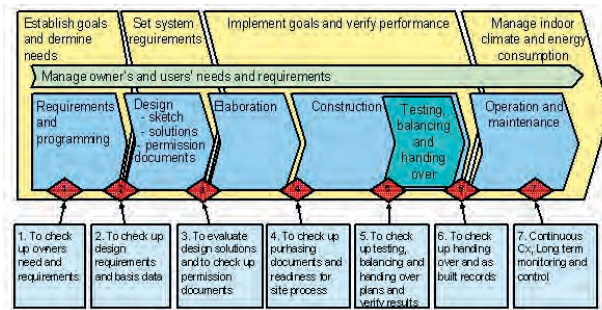 Establish goals
and dermine
needs
Set system
reguirements
Implement goals and verify performance
Manage indoor
climate and energy
consumption
Manage owner's and users' needs and requirements
Requirements
and
programming
Design
- sketch
- solutions
- permission
documents
Elaboration
Construction
Testing,
balancing
and
handing
over
Operation and
maintenance
1. To check
up owners
need and
requirements
2. To check up
design
requirements
and basis data
3. To evaluate
design solutions
and to check up
permission
documents
4. To check up
purhasing
documents and
readiness for
site process
5. To check
up testing,
balancing and
handing over
plans and
verify results
6. To check
up handing
over and as
built records
7. Continuous
Cx, Long term
monitoring and
control